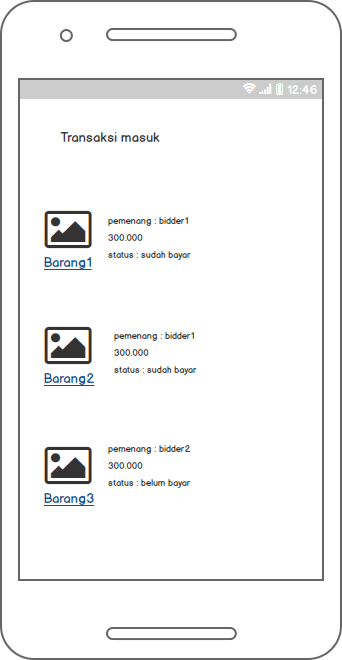 12:46
Transaksi masuk
pemenang : bidder1
300.000
status : sudah bayar
Barang1
pemenang : bidder1
300.000
status : sudah bayar
Barang2
pemenang : bidder2
300.000
status : belum bayar
Barang3